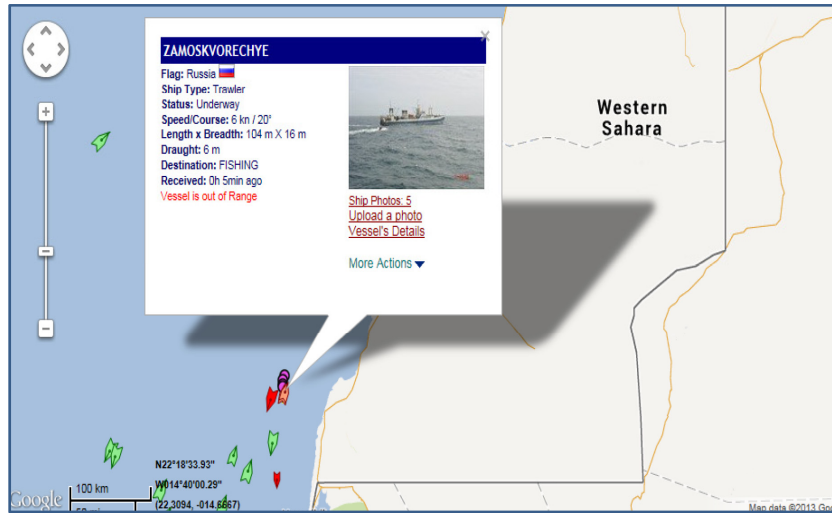 ZAMOSKVORECHYE
Flag: Russia
Ship Type: Trawler
Status: Underway
Speed/Course: 6 kn / 20°
Length x Breadth: 104 m X 16 m
Draught: 6 m
Destination: FISHING
Received: 0h 5min ago
Vessel is out of Range
Ship Photos: 5
Upload a photo
Vessel's Details
More Actions
Western
Sahara
N22°18'33.93"
W014°40'00.29"
(22.3094, -014.6667)
100 km
Google
Map data ©2013 Goo